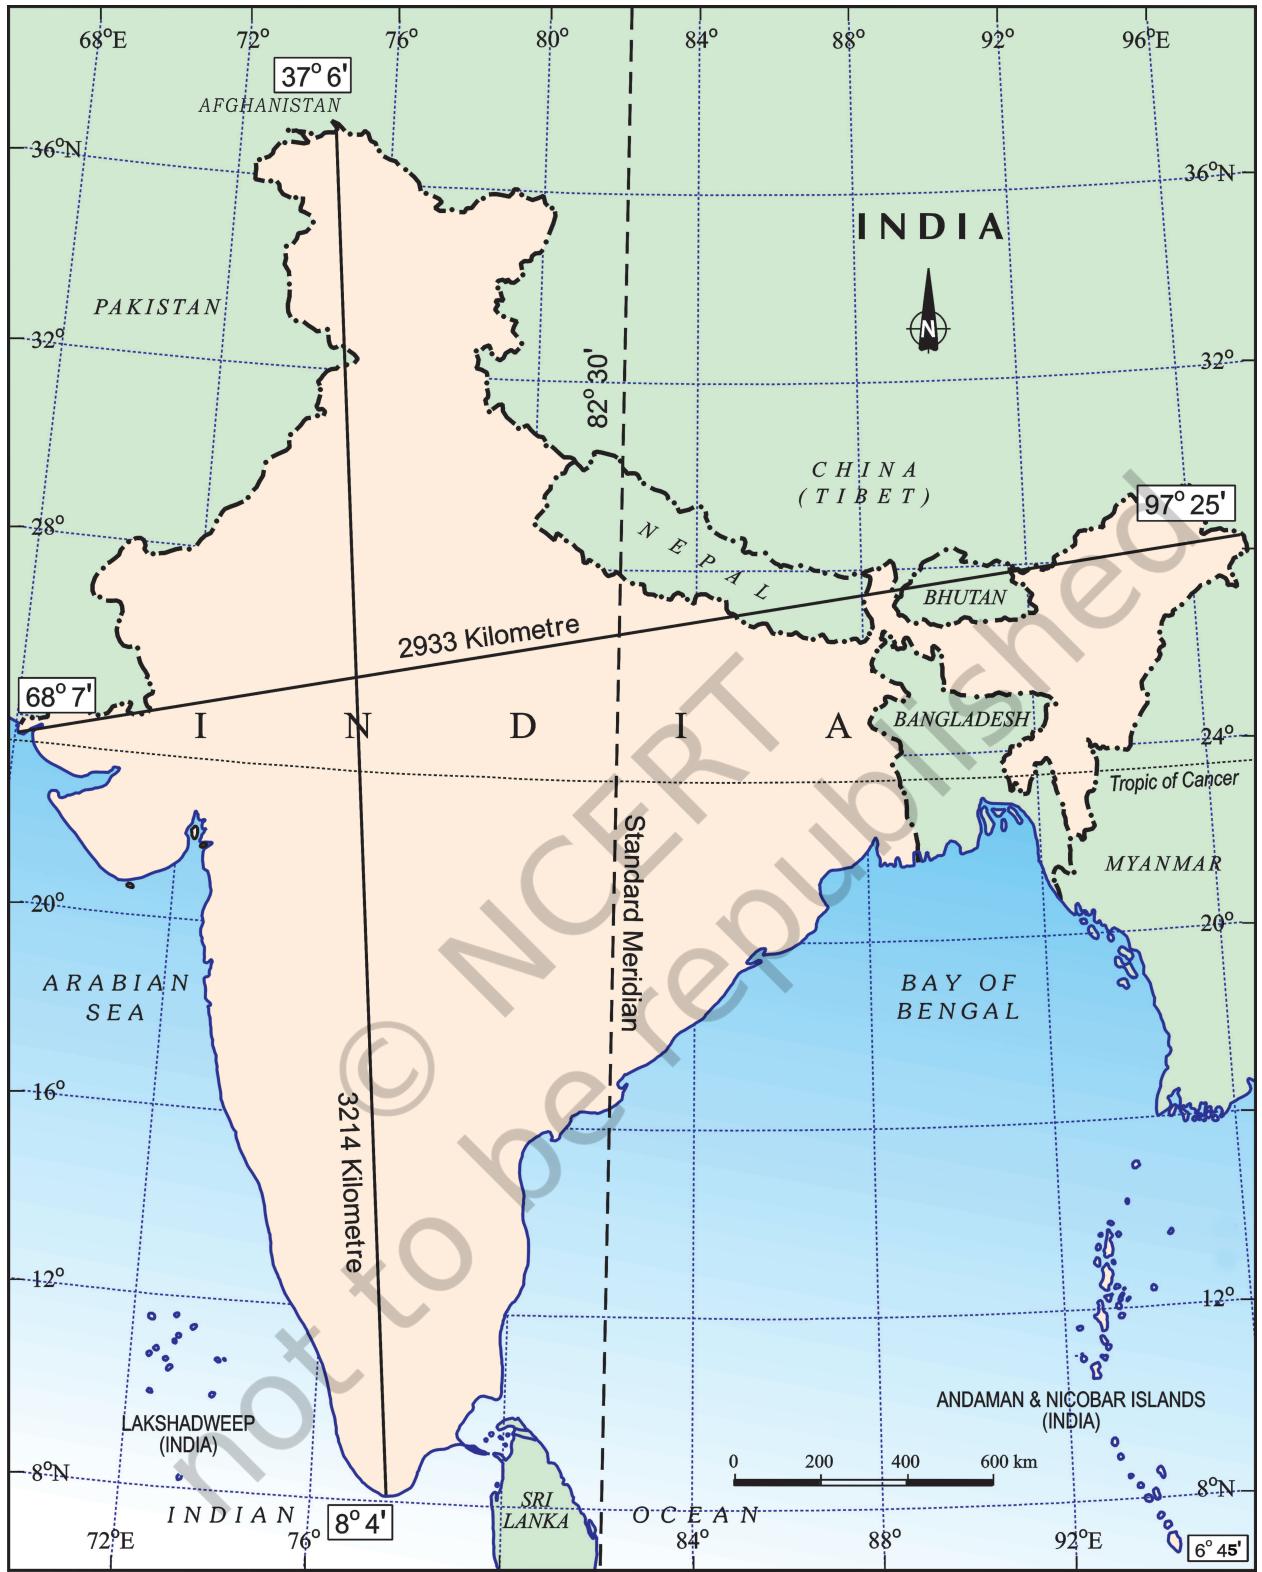 68°E 72° 76° 80° 84° 88° 92° 96°E
37° 6'
AFGHANISTAN
36°N
36°N
INDIA
N
PAKISTAN
32°
32°
82° 30'
CHINA
(TIBET)
97° 25'
28°
NEPAL
BHUTAN
2933 Kilometre
68° 7'
INDIA
BANGLADESH
24°
Tropic of Cancer
Standard Meridian
MYANMAR
20°
20°
ARABIAN
SEA
BAY OF
BENGAL
16°
3214 Kilometre
12°
12°
LAKSHADWEEP
(INDIA)
ANDAMAN & NICOBAR ISLANDS
(INDIA)
0 200 400 600 km
8°N
8°N
INDIAN OCEAN
8° 4'
SRI
LANKA
72°E 76° 84° 88° 92°E
6° 45'
© NCERT
not to be republished